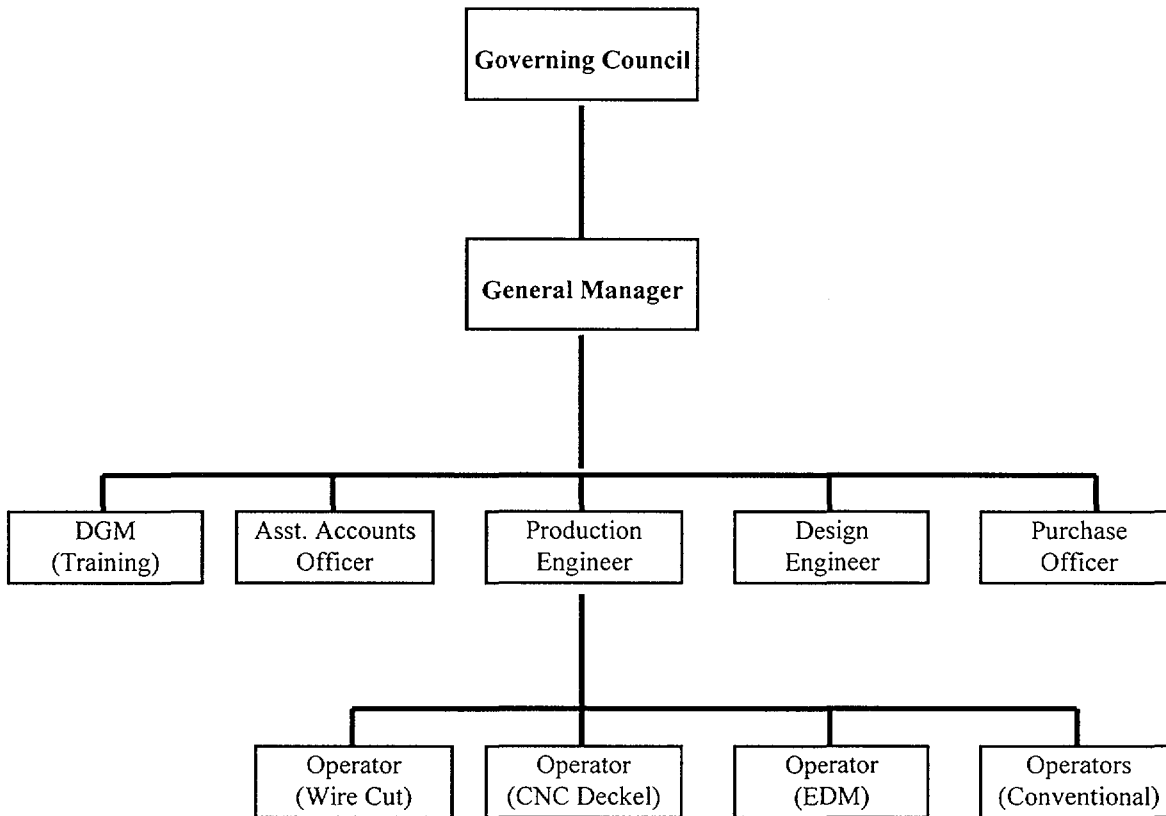 Governing Council
General Manager
DGM
(Training)
Asst. Accounts
Officer
Production
Engineer
Design
Engineer
Purchase
Officer
Operator
(Wire Cut)
Operator
(CNC Deckel)
Operator
(EDM)
Operators
(Conventional)